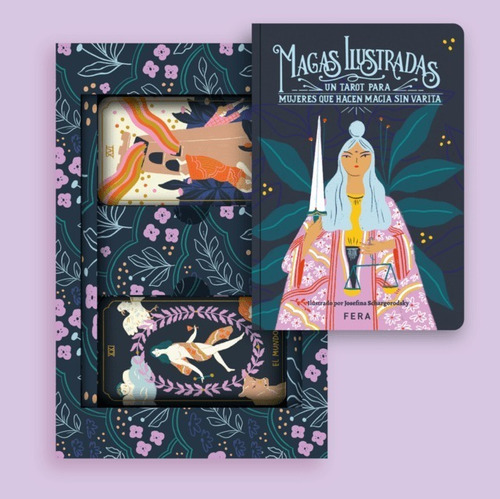 MAGAS ILUSTRADAS
UN TAROT PARA
MUJERES QUE HACEN MAGIA SIN VARITA
Ilustrado por Josefina Schargorodsky
FERA
XVI
XXI
EL MUNDO